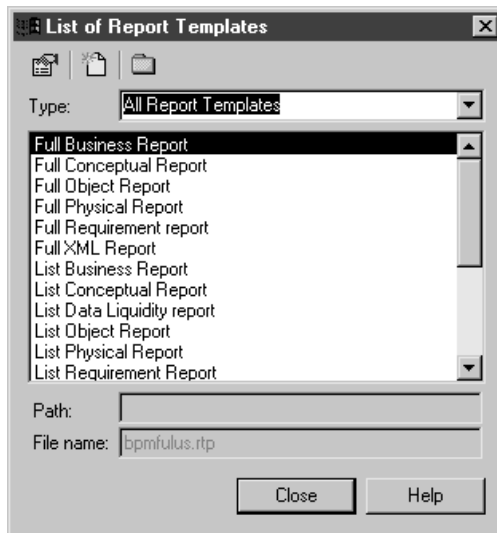 List of Report Templates
Type: All Report Templates
Full Business Report
Full Conceptual Report
Full Object Report
Full Physical Report
Full Requirement report
Full XML Report
List Business Report
List Conceptual Report
List Data Liquidity report
List Object Report
List Physical Report
List Requirement Report
Path:
File name: bpmfulus.rtp
Close Help